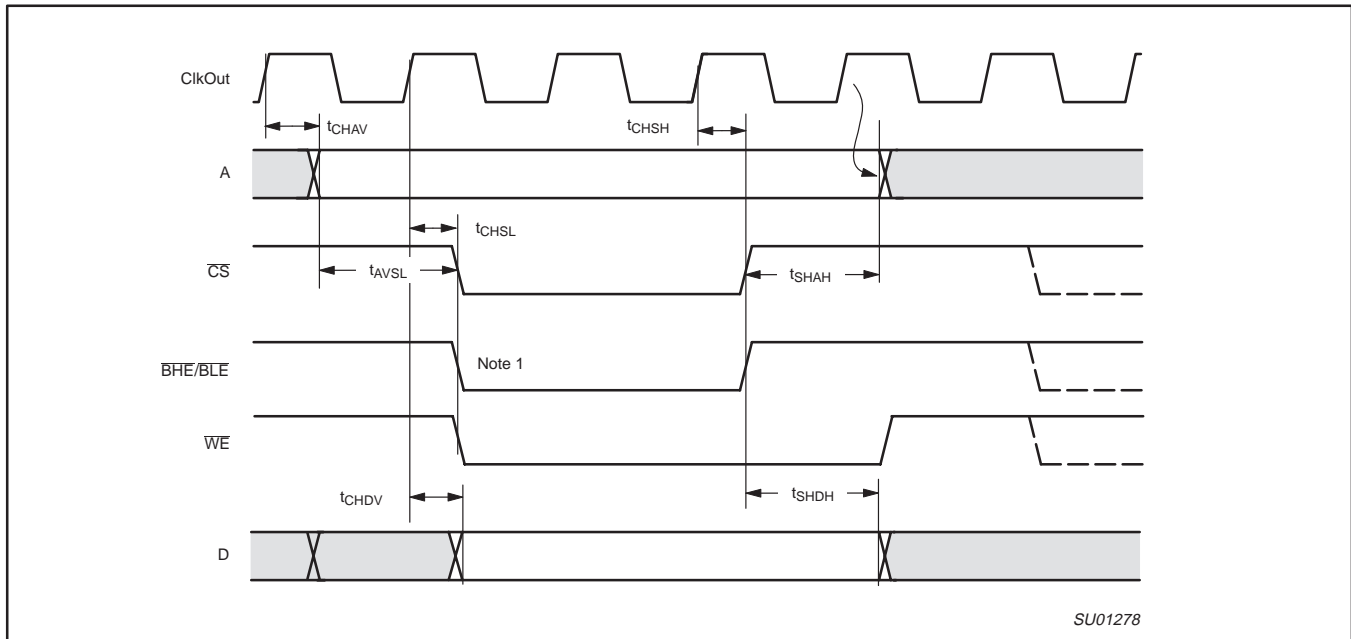 ClkOut
tCHAV
tCHSH
A
tCHSL
CS
tAVSL
tSHAH
BHE/BLE
Note 1
WE
tCHDV
tSHDH
D
SU01278